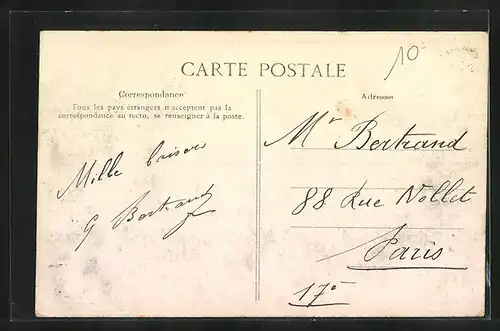 10
CARTE POSTALE
Correspondance
Tous les pays étrangers n'acceptent pas la
correspondance au recto, se renseigner à la poste.
Mille baisers
G Bertrand
Adresse
Mr Bertrand
88 Rue Nollet
Paris
17e